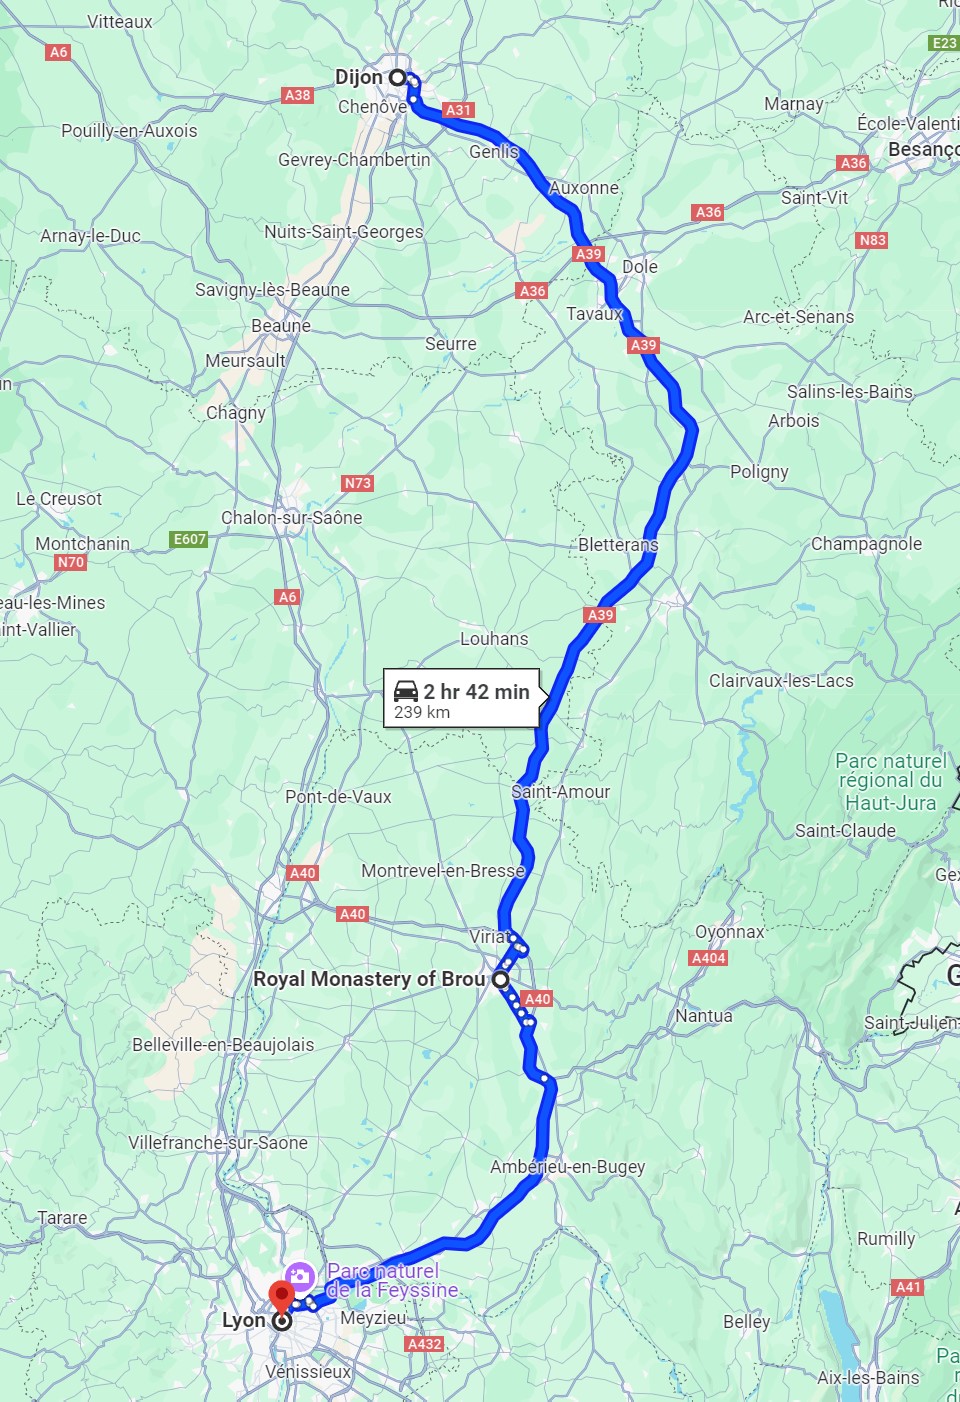 Vitteaux
A6
E23
Dijon
A38
Chenôve
A31
Marnay
Pouilly-en-Auxois
École-Valenti
Besanço
Gevrey-Chambertin
Genlis
A36
Auxonne
Saint-Vit
A36
Arnay-le-Duc
Nuits-Saint-Georges
N83
A39
Dole
Savigny-lès-Beaune
A36
Tavaux
Arc-et-Senans
Beaune
Seurre
A39
Meursault
Salins-les-Bains
Chagny
Arbois
Poligny
N73
Le Creusot
Chalon-sur-Saône
E607
Montchanin
Bletterans
Champagnole
N70
A6
eau-les-Mines
A39
int-Vallier
Louhans
Clairvaux-les-Lacs
2 hr 42 min
239 km
Parc naturel
régional du
Haut-Jura
Saint-Amour
Pont-de-Vaux
Saint-Claude
Montrevel-en-Bresse
A40
Gex
A40
Viriat
Oyonnax
A404
Royal Monastery of Brou
G
A40
Nantua
Saint-Julien-
Belleville-en-Beaujolais
Villefranche-sur-Saone
Ambérieu-en-Bugey
Tarare
Rumilly
Parc naturel
de la Feyssine
A41
Lyon
Meyzieu
Belley
A432
Vénissieux
Aix-les-Bains
Pa